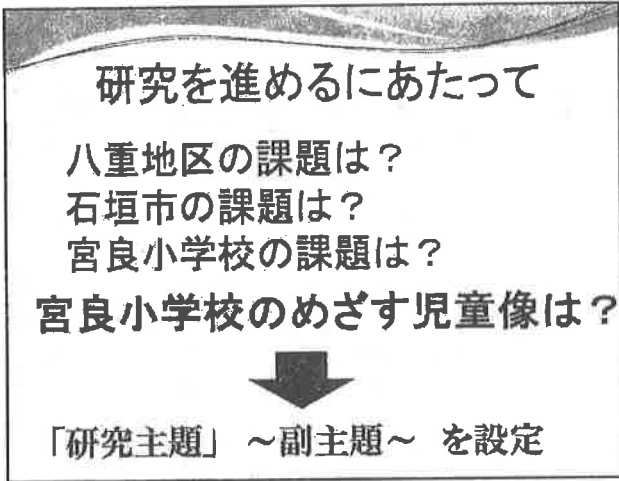 研究を進めるにあたって
八重地区の課題は？
石垣市の課題は？
宮良小学校の課題は？
宮良小学校のめざす児童像は？
「研究主題」～副主題～ を設定